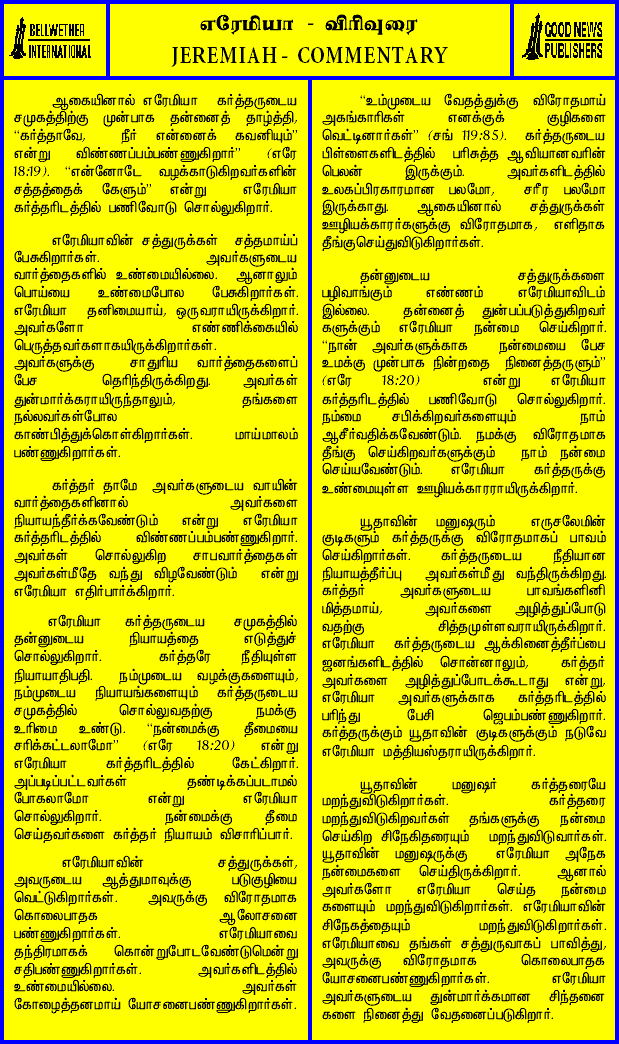 BELLWETHER
INTERNATIONAL
எரேமியா - விரிவுரை
JEREMIAH - COMMENTARY
GOOD NEWS
PUBLISHERS
ஆகையினால் எரேமியா கர்த்தருடைய
சமுகத்திற்கு முன்பாக தன்னைத் தாழ்த்தி,
“கர்த்தாவே, நீர் என்னைக் கவனியும்”
என்று விண்ணப்பம்பண்ணுகிறார்” (எரே
18:19). “என்னோடே வழக்காடுகிறவர்களின்
சத்தத்தைக் கேளும்” என்று எரேமியா
கர்த்தரிடத்தில் பணிவோடு சொல்லுகிறார்.
எரேமியாவின் சத்துருக்கள் சத்தமாய்ப்
பேசுகிறார்கள். அவர்களுடைய
வார்த்தைகளில் உண்மையில்லை. ஆனாலும்
பொய்யை உண்மைபோல பேசுகிறார்கள்.
எரேமியா தனிமையாய், ஒருவராயிருக்கிறார்.
அவர்களோ எண்ணிக்கையில்
பெருத்தவர்களாகயிருக்கிறார்கள்.
அவர்களுக்கு சாதுரிய வார்த்தைகளைப்
பேச தெரிந்திருக்கிறது. அவர்கள்
துன்மார்க்கராயிருந்தாலும், தங்களை
நல்லவர்கள்போல
காண்பித்துக்கொள்கிறார்கள். மாய்மாலம்
பண்ணுகிறார்கள்.
கர்த்தர் தாமே அவர்களுடைய வாயின்
வார்த்தைகளினால் அவர்களை
நியாயந்தீர்க்கவேண்டும் என்று எரேமியா
கர்த்தரிடத்தில் விண்ணப்பம்பண்ணுகிறார்.
அவர்கள் சொல்லுகிற சாபவார்த்தைகள்
அவர்கள்மீதே வந்து விழவேண்டும் என்று
எரேமியா எதிர்பார்க்கிறார்.
எரேமியா கர்த்தருடைய சமுகத்தில்
தன்னுடைய நியாயத்தை எடுத்துச்
சொல்லுகிறார். கர்த்தரே நீதியுள்ள
நியாயாதிபதி. நம்முடைய வழக்குகளையும்,
நம்முடைய நியாயங்களையும் கர்த்தருடைய
சமுகத்தில் சொல்லுவதற்கு நமக்கு
உரிமை உண்டு. “நன்மைக்கு தீமையை
சரிக்கட்டலாமோ” (எரே 18:20) என்று
எரேமியா கர்த்தரிடத்தில் கேட்கிறார்.
அப்படிப்பட்டவர்கள் தண்டிக்கப்படாமல்
போகலாமோ என்று எரேமியா
சொல்லுகிறார். நன்மைக்கு தீமை
செய்தவர்களை கர்த்தர் நியாயம் விசாரிப்பார்.
எரேமியாவின் சத்துருக்கள்,
அவருடைய ஆத்துமாவுக்கு படுகுழியை
வெட்டுகிறார்கள். அவருக்கு விரோதமாக
கொலைபாதக ஆலோசனை
பண்ணுகிறார்கள். எரேமியாவை
தந்திரமாகக் கொன்றுபோடவேண்டுமென்று
சதிபண்ணுகிறார்கள். அவர்களிடத்தில்
உண்மையில்லை. அவர்கள்
கோழைத்தனமாய் யோசனைபண்ணுகிறார்கள்.
“உம்முடைய வேதத்துக்கு விரோதமாய்
அகங்காரிகள் எனக்குக் குழிகளை
வெட்டினார்கள்” (சங் 119:85). கர்த்தருடைய
பிள்ளைகளிடத்தில் பரிசுத்த ஆவியானவரின்
பெலன் இருக்கும். அவர்களிடத்தில்
உலகப்பிரகாரமான பலமோ, சரீர பலமோ
இருக்காது. ஆகையினால் சத்துருக்கள்
ஊழியக்காரர்களுக்கு விரோதமாக, எளிதாக
தீங்குசெய்துவிடுகிறார்கள்.
தன்னுடைய சத்துருக்களை
பழிவாங்கும் எண்ணம் எரேமியாவிடம்
இல்லை. தன்னைத் துன்பப்படுத்துகிறவர்
களுக்கும் எரேமியா நன்மை செய்கிறார்.
“நான் அவர்களுக்காக நன்மையை பேச
உமக்கு முன்பாக நின்றதை நினைத்தருளும்”
(எரே 18:20) என்று எரேமியா
கர்த்தரிடத்தில் பணிவோடு சொல்லுகிறார்.
நம்மை சபிக்கிறவர்களையும் நாம்
ஆசீர்வதிக்கவேண்டும். நமக்கு விரோதமாக
தீங்கு செய்கிறவர்களுக்கும் நாம் நன்மை
செய்யவேண்டும். எரேமியா கர்த்தருக்கு
உண்மையுள்ள ஊழியக்காரராயிருக்கிறார்.
யூதாவின் மனுஷரும் எருசலேமின்
குடிகளும் கர்த்தருக்கு விரோதமாகப் பாவம்
செய்கிறார்கள். கர்த்தருடைய நீதியான
நியாயத்தீர்ப்பு அவர்கள்மீது வந்திருக்கிறது.
கர்த்தர் அவர்களுடைய பாவங்களினி
மித்தமாய், அவர்களை அழித்துப்போடு
வதற்கு சித்தமுள்ளவராயிருக்கிறார்.
எரேமியா கர்த்தருடைய ஆக்கினைத்தீர்ப்பை
ஜனங்களிடத்தில் சொன்னாலும், கர்த்தர்
அவர்களை அழித்துப்போடக்கூடாது என்று,
எரேமியா அவர்களுக்காக கர்த்தரிடத்தில்
பரிந்து பேசி ஜெபம்பண்ணுகிறார்.
கர்த்தருக்கும் யூதாவின் குடிகளுக்கும் நடுவே
எரேமியா மத்தியஸ்தராயிருக்கிறார்.
யூதாவின் மனுஷர் கர்த்தரையே
மறந்துவிடுகிறார்கள். கர்த்தரை
மறந்துவிடுகிறவர்கள் தங்களுக்கு நன்மை
செய்கிற சிநேகிதரையும் மறந்துவிடுவார்கள்.
யூதாவின் மனுஷருக்கு எரேமியா அநேக
நன்மைகளை செய்திருக்கிறார். ஆனால்
அவர்களோ எரேமியா செய்த நன்மை
களையும் மறந்துவிடுகிறார்கள். எரேமியாவின்
சிநேகத்தையும் மறந்துவிடுகிறார்கள்.
எரேமியாவை தங்கள் சத்துருவாகப் பாவித்து,
அவருக்கு விரோதமாக கொலைபாதக
யோசனைபண்ணுகிறார்கள். எரேமியா
அவர்களுடைய துன்மார்க்கமான சிந்தனை
களை நினைத்து வேதனைப்படுகிறார்.